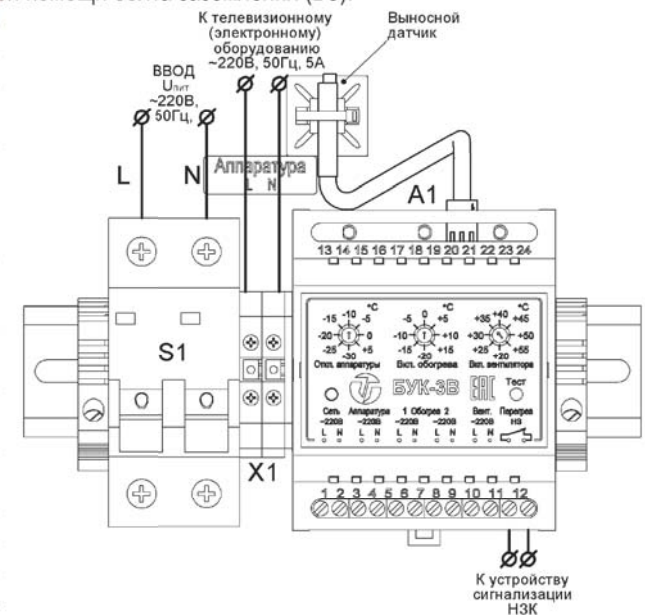 К телевизионному
(электронному)
оборудованию
~220В, 50Гц, 5А
Выносной
датчик
ВВОД
Uпит
~220В,
50Гц,
L
N
Аппаратура
L N
A1
13 14 15 16 17 18 19 20 21 22 23 24
-15 -10 -5 °C
-20 0
-25 -30 +5
Откл. аппаратуры
-5 0 +5 °C
-10 +10
-15 -20 +15
Вкл. обогрева
+35 +40 +45 °C
+30 +50
+25 +20 +55
Вкл. вентилятора
S1
БУК-3В
EAC
Тест
Сеть Аппаратура 1 Обогрев 2 Вент. Перегрев
~220В ~220В ~220В ~220В ~220В НЗ
L N L N L N L N L N
X1
1 2 3 4 5 6 7 8 9 10 11 12
К устройству
сигнализации
НЗК